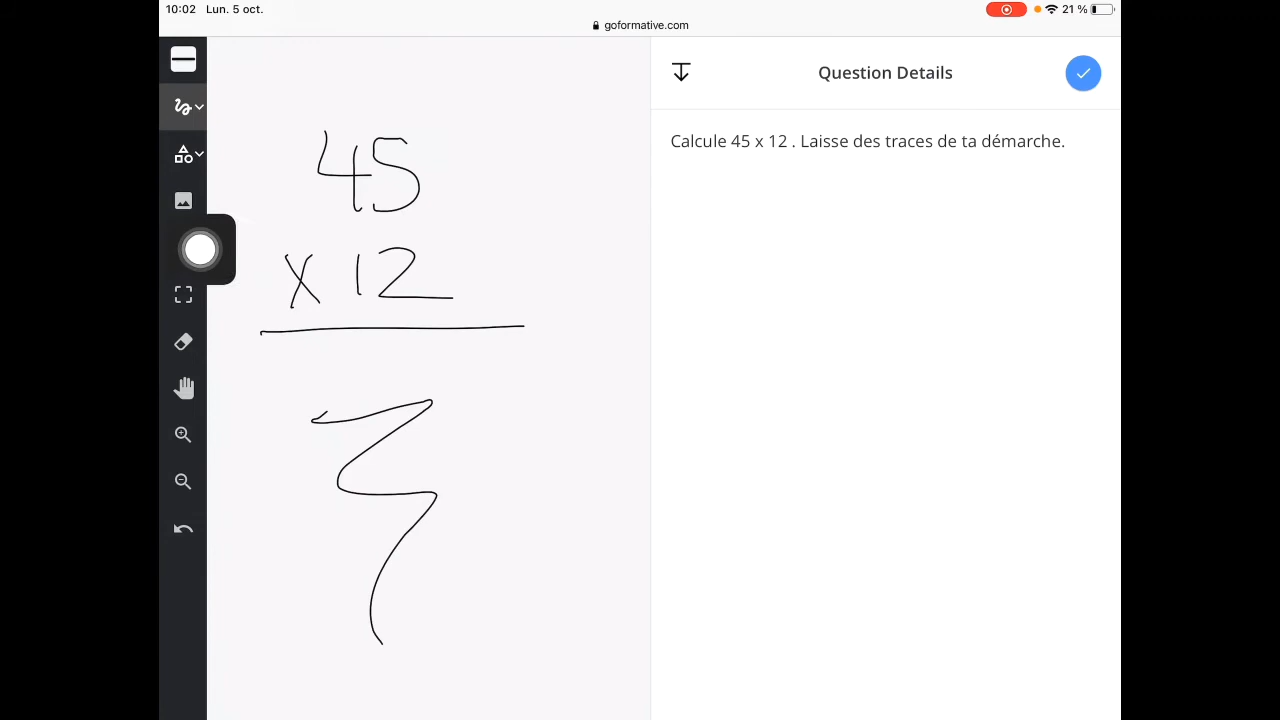 10:02 Lun. 5 oct. 21 %
goformative.com
Question Details
Calcule 45 x 12 . Laisse des traces de ta démarche.
45
x 12